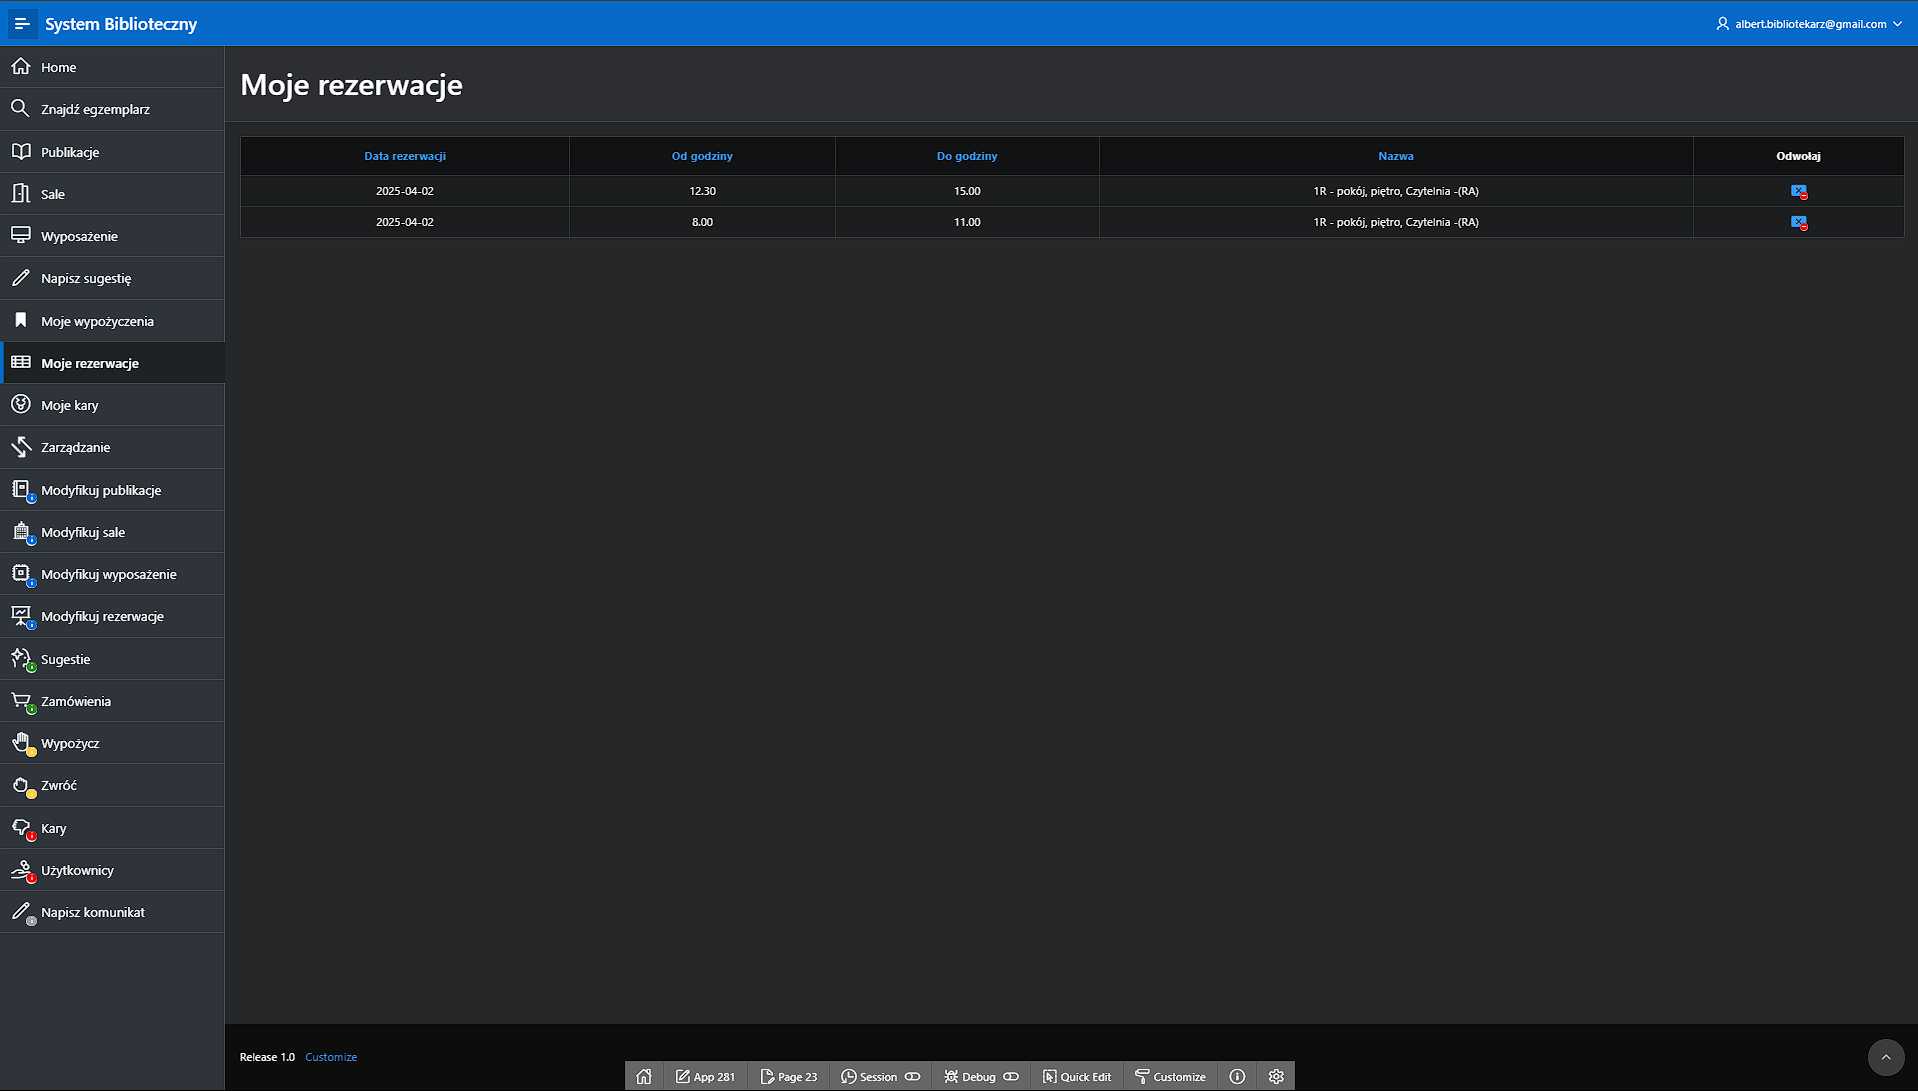 System Biblioteczny
albert.bibliotekarz@gmail.com
Home
Znajdź egzemplarz
Publikacje
Sale
Wyposażenie
Napisz sugestię
Moje wypożyczenia
Moje rezerwacje
Moje kary
Zarządzanie
Modyfikuj publikacje
Modyfikuj sale
Modyfikuj wyposażenie
Modyfikuj rezerwacje
Sugestie
Zamówienia
Wypożycz
Zwróć
Kary
Użytkownicy
Napisz komunikat
Moje rezerwacje
Data rezerwacji Od godziny Do godziny Nazwa Odwołaj
2025-04-02 12.30 15.00 1R - pokój, piętro, Czytelnia -(RA)
2025-04-02 8.00 11.00 1R - pokój, piętro, Czytelnia -(RA)
Release 1.0 Customize
App 281 Page 23 Session Debug Quick Edit Customize